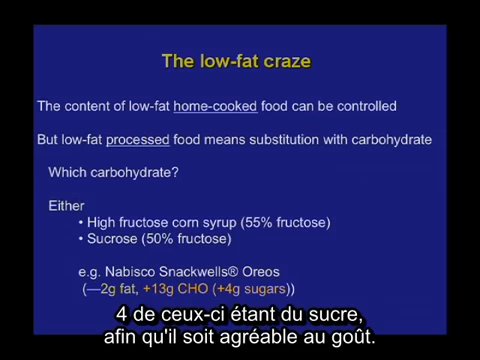 The low-fat craze
The content of low-fat home-cooked food can be controlled
But low-fat processed food means substitution with carbohydrate
Which carbohydrate?
Either
• High fructose corn syrup (55% fructose)
• Sucrose (50% fructose)
e.g. Nabisco Snackwells® Oreos
(—2g fat, +13g CHO (+4g sugars))
4 de ceux-ci étant du sucre,
afin qu'il soit agréable au goût.